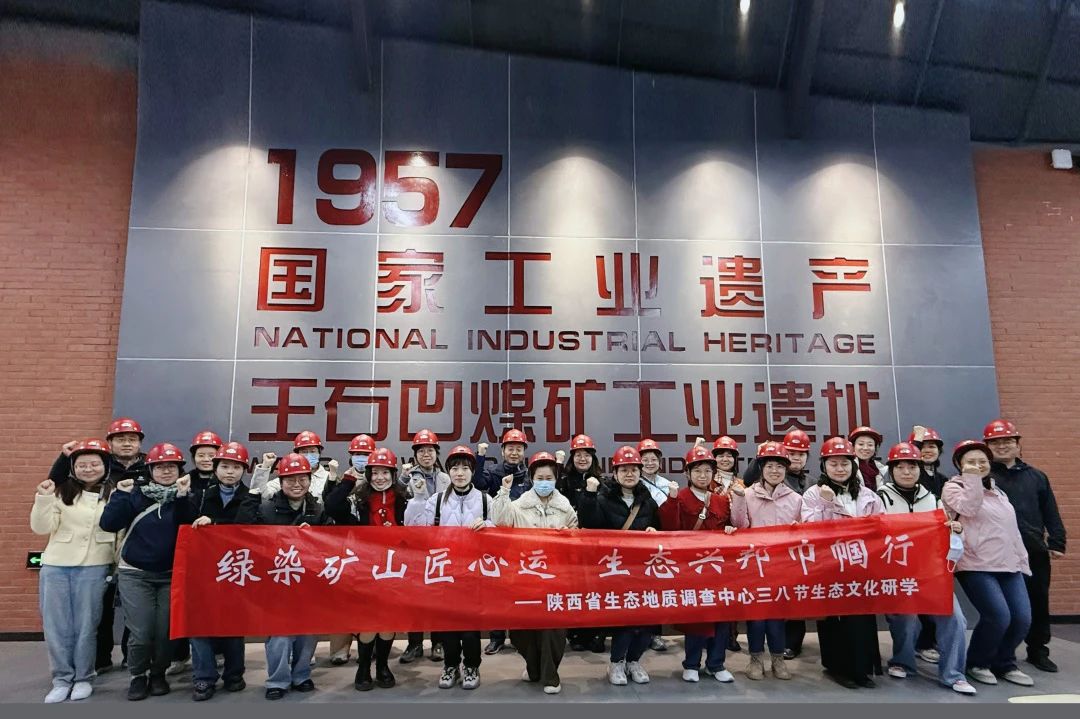 1957
国家工业遗产
NATIONAL INDUSTRIAL HERITAGE
王石凹煤矿工业遗址
绿染矿山匠心运 生态兴邦巾帼行
——陕西省生态地质调查中心三八节生态文化研学